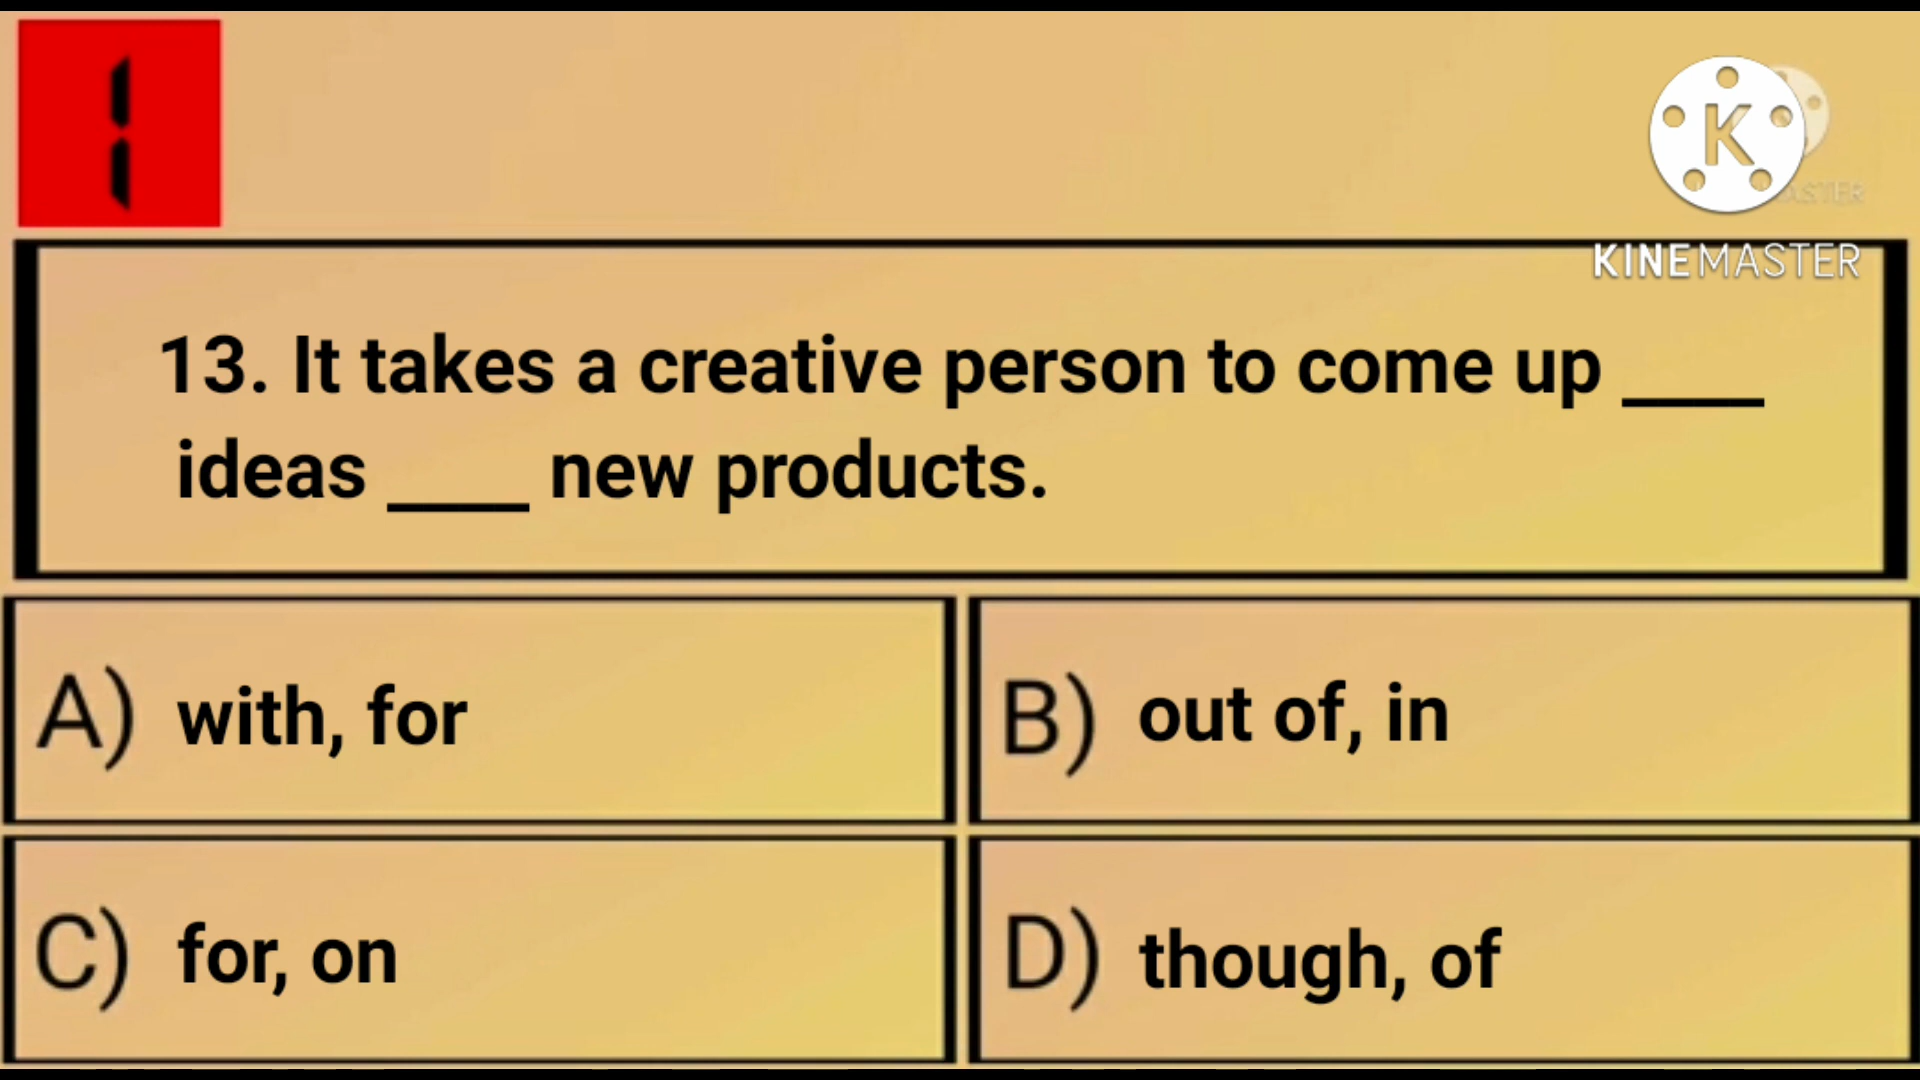 1
K
KINEMASTER
13. It takes a creative person to come up ____
ideas ____ new products.
A) with, for
B) out of, in
C) for, on
D) though, of